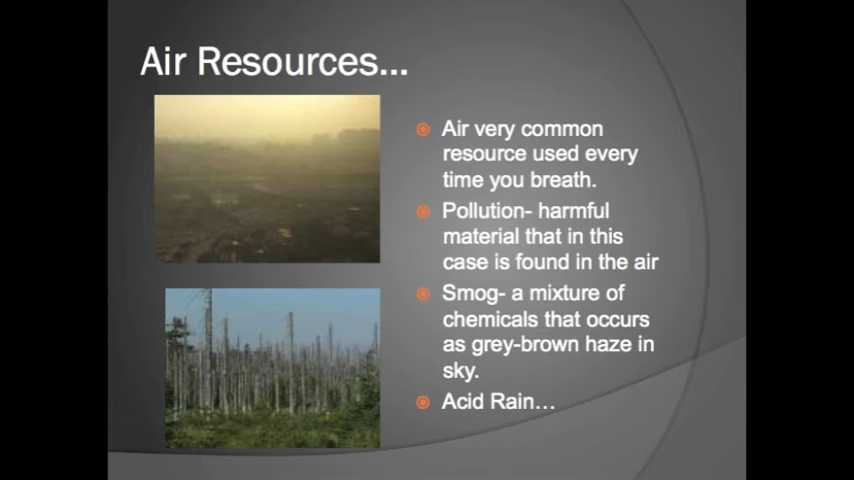 Air Resources...
Air very common
resource used every
time you breath.
Pollution- harmful
material that in this
case is found in the air
Smog- a mixture of
chemicals that occurs
as grey-brown haze in
sky.
Acid Rain...